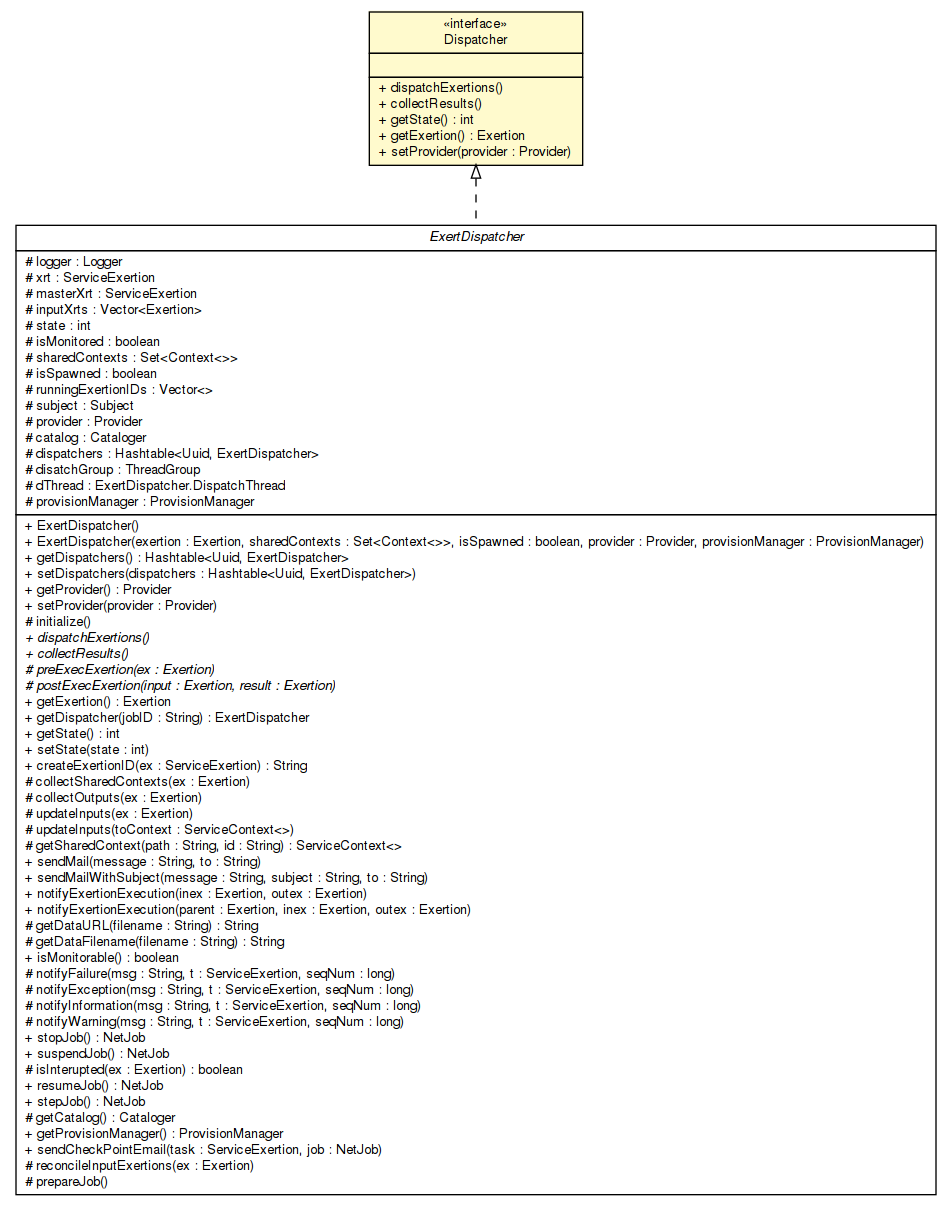 «interface»
Dispatcher
+ dispatchExertions()
+ collectResults()
+ getState() : int
+ getExertion() : Exertion
+ setProvider(provider : Provider)
ExertDispatcher
# logger : Logger
# xrt : ServiceExertion
# masterXrt : ServiceExertion
# inputXrts : Vector<Exertion>
# state : int
# isMonitored : boolean
# sharedContexts : Set<Context<>>
# isSpawned : boolean
# runningExertionIDs : Vector<>
# subject : Subject
# provider : Provider
# catalog : Cataloger
# dispatchers : Hashtable<Uuid, ExertDispatcher>
# disatchGroup : ThreadGroup
# dThread : ExertDispatcher.DispatchThread
# provisionManager : ProvisionManager
+ ExertDispatcher()
+ ExertDispatcher(exertion : Exertion, sharedContexts : Set<Context<>>, isSpawned : boolean, provider : Provider, provisionManager : ProvisionManager)
+ getDispatchers() : Hashtable<Uuid, ExertDispatcher>
+ setDispatchers(dispatchers : Hashtable<Uuid, ExertDispatcher>)
+ getProvider() : Provider
+ setProvider(provider : Provider)
# initialize()
+ dispatchExertions()
+ collectResults()
# preExecExertion(ex : Exertion)
# postExecExertion(input : Exertion, result : Exertion)
+ getExertion() : Exertion
+ getDispatcher(jobID : String) : ExertDispatcher
+ getState() : int
+ setState(state : int)
+ createExertionID(ex : ServiceExertion) : String
# collectSharedContexts(ex : Exertion)
# collectOutputs(ex : Exertion)
# updateInputs(ex : Exertion)
# updateInputs(toContext : ServiceContext<>)
# getSharedContext(path : String, id : String) : ServiceContext<>
+ sendMail(message : String, to : String)
+ sendMailWithSubject(message : String, subject : String, to : String)
+ notifyExertionExecution(inex : Exertion, outex : Exertion)
+ notifyExertionExecution(parent : Exertion, inex : Exertion, outex : Exertion)
# getDataURL(filename : String) : String
# getDataFilename(filename : String) : String
+ isMonitorable() : boolean
# notifyFailure(msg : String, t : ServiceExertion, seqNum : long)
# notifyException(msg : String, t : ServiceExertion, seqNum : long)
# notifyInformation(msg : String, t : ServiceExertion, seqNum : long)
# notifyWarning(msg : String, t : ServiceExertion, seqNum : long)
+ stopJob() : NetJob
+ suspendJob() : NetJob
# isInterupted(ex : Exertion) : boolean
+ resumeJob() : NetJob
+ stepJob() : NetJob
# getCatalog() : Cataloger
+ getProvisionManager() : ProvisionManager
+ sendCheckPointEmail(task : ServiceExertion, job : NetJob)
# reconcileInputExertions(ex : Exertion)
# prepareJob()